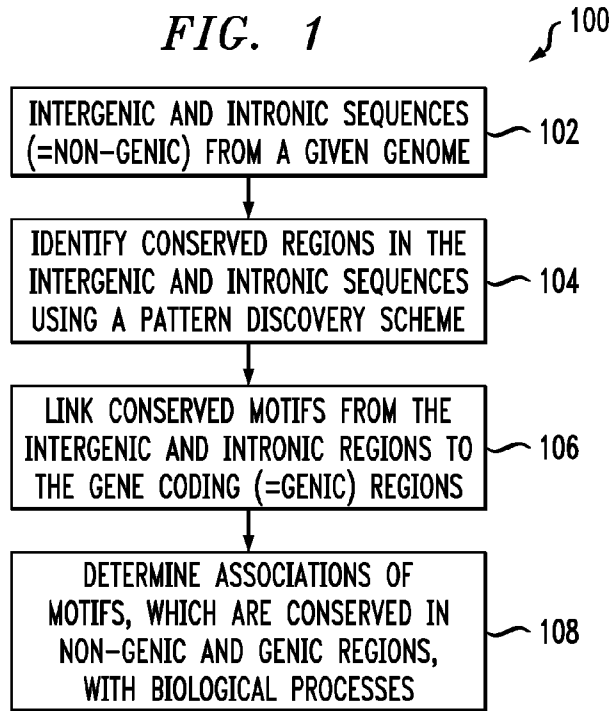 FIG. 1
100
INTERGENIC AND INTRONIC SEQUENCES
(=NON-GENIC) FROM A GIVEN GENOME
102
IDENTIFY CONSERVED REGIONS IN THE
INTERGENIC AND INTRONIC SEQUENCES
USING A PATTERN DISCOVERY SCHEME
104
LINK CONSERVED MOTIFS FROM THE
INTERGENIC AND INTRONIC REGIONS TO
THE GENE CODING (=GENIC) REGIONS
106
DETERMINE ASSOCIATIONS OF
MOTIFS, WHICH ARE CONSERVED IN
NON-GENIC AND GENIC REGIONS,
WITH BIOLOGICAL PROCESSES
108